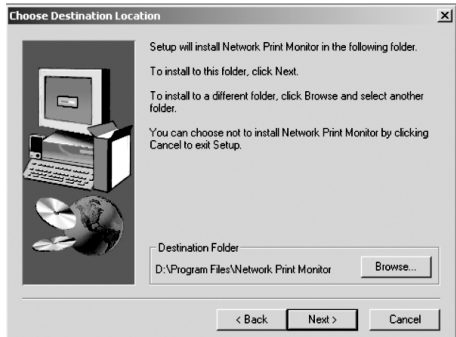 Choose Destination Location
Setup will install Network Print Monitor in the following folder.
To install to this folder, click Next.
To install to a different folder, click Browse and select another
folder.
You can choose not to install Network Print Monitor by clicking
Cancel to exit Setup.
Destination Folder
D:\Program Files\Network Print Monitor
Browse...
< Back
Next >
Cancel